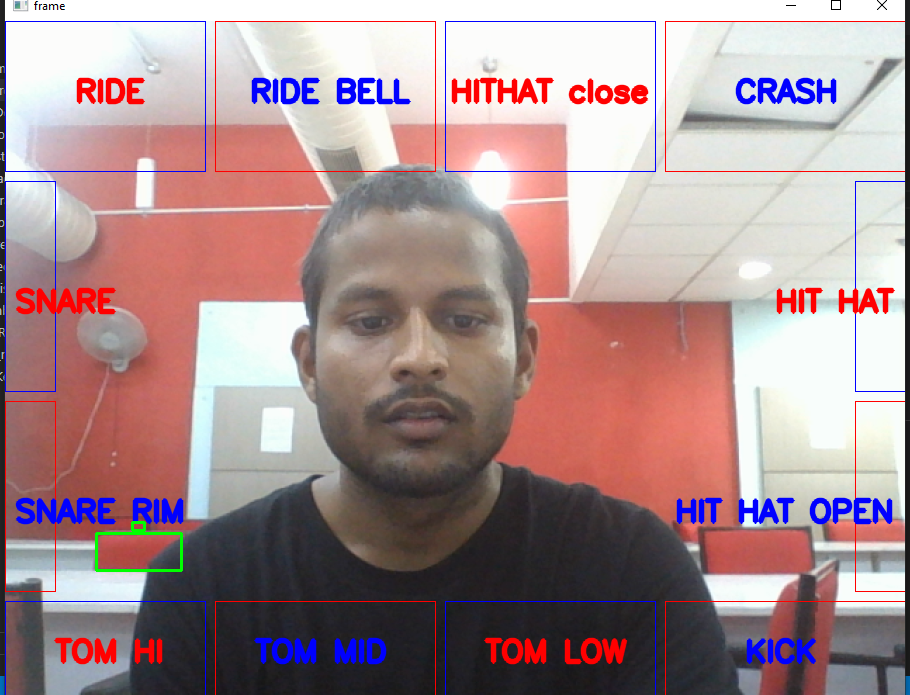 frame
RIDE RIDE BELL HITHAT close CRASH
SNARE HIT HAT
SNARE RIM HIT HAT OPEN
TOM HI TOM MID TOM LOW KICK